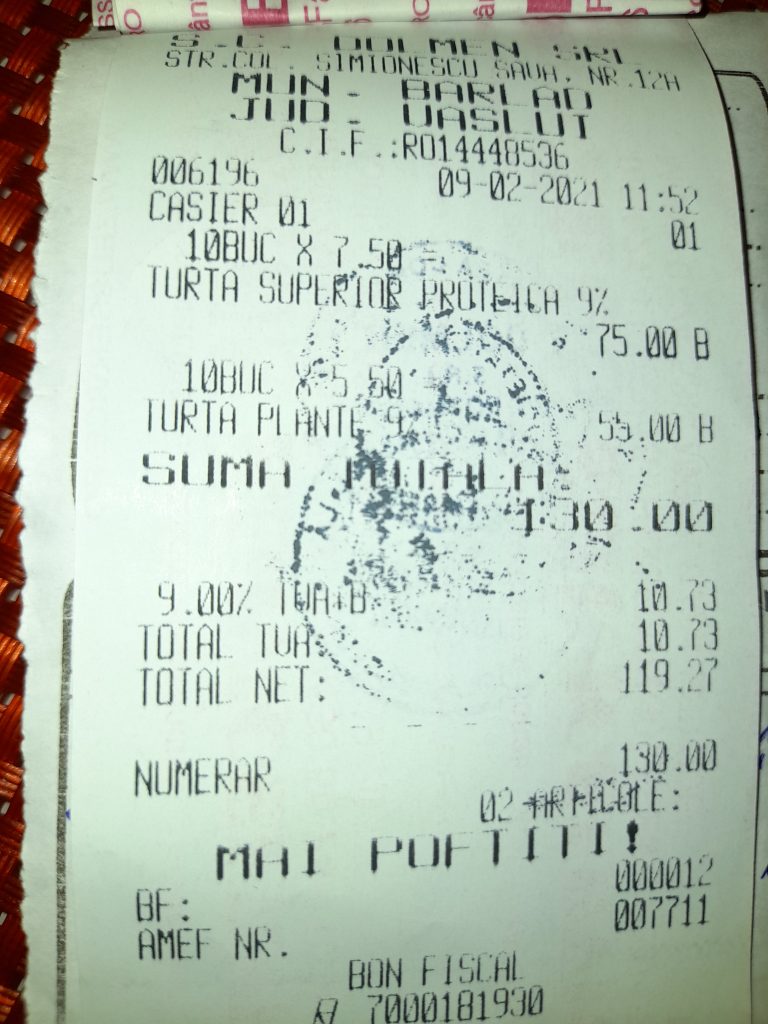 S.C. DOLMEN SRL
STR.COL. SIMIONESCU SAVA, NR.12A
MUN. BARLAD
JUD. VASLUI
C.I.F.:RO14448536
006196 09-02-2021 11:52
CASIER 01 01
10BUC X 7.50 =
TURTA SUPERIOR PROTEICA 9%
75.00 B
10BUC X 5.50 =
TURTA PLANTE 9% 55.00 B
SUMA TOTALA:
130.00
9.00% TVA B 10.73
TOTAL TVA: 10.73
TOTAL NET: 119.27
NUMERAR 130.00
02 ARTICOLE:
MAI POFTITI!
BF: 000012
AMEF NR. 007711
BON FISCAL
7000181930